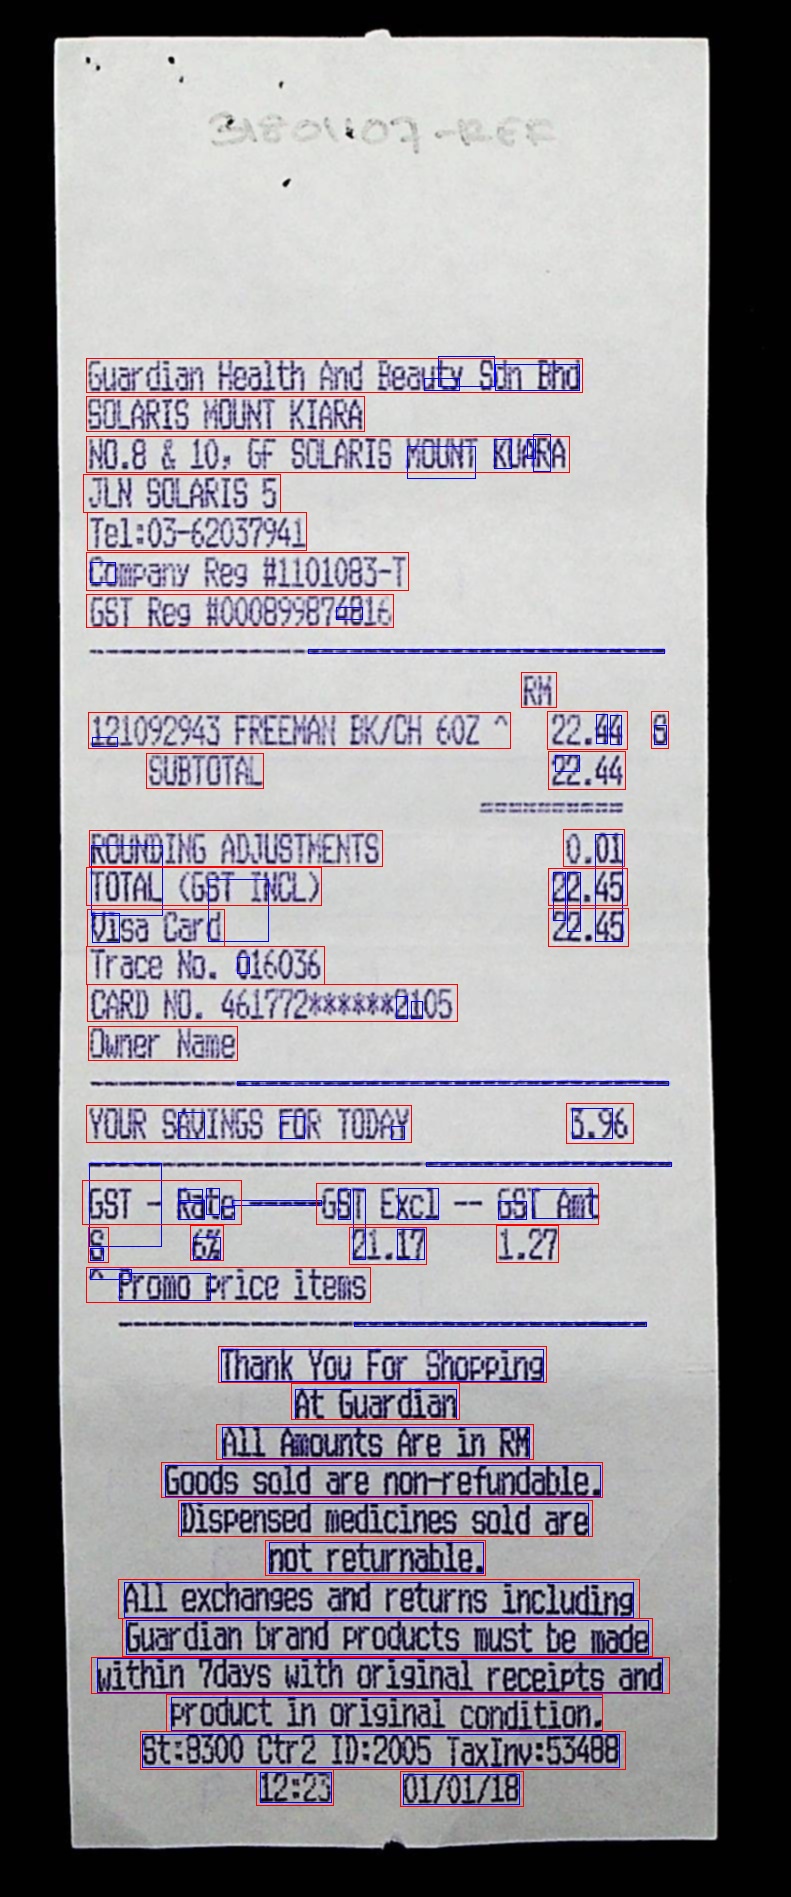 31801107-REF
Guardian Health And Beauty Sdn Bhd
SOLARIS MOUNT KIARA
NO.8 & 10, GF SOLARIS MOUNT KUARA
JLN SOLARIS 5
Tel:03-62037941
Company Reg #1101083-T
GST Reg #000899874816
RM
121092943 FREEMAN BK/CH 6OZ ^ 22.44 S
SUBTOTAL 22.44
==========
ROUNDING ADJUSTMENTS 0.01
TOTAL (GST INCL) 22.45
Visa Card 22.45
Trace No. 016036
CARD NO. 461772******2105
Owner Name
YOUR SAVINGS FOR TODAY 3.96
GST - Rate ------GST Excl -- GST Amt
S 6% 21.17 1.27
^ Promo price items
Thank You For Shopping
At Guardian
All Amounts Are in RM
Goods sold are non-refundable.
Dispensed medicines sold are
not returnable.
All exchanges and returns including
Guardian brand products must be made
within 7days with original receipts and
product in original condition.
St:8300 Ctr2 ID:2005 TaxInv:53488
12:23 01/01/18